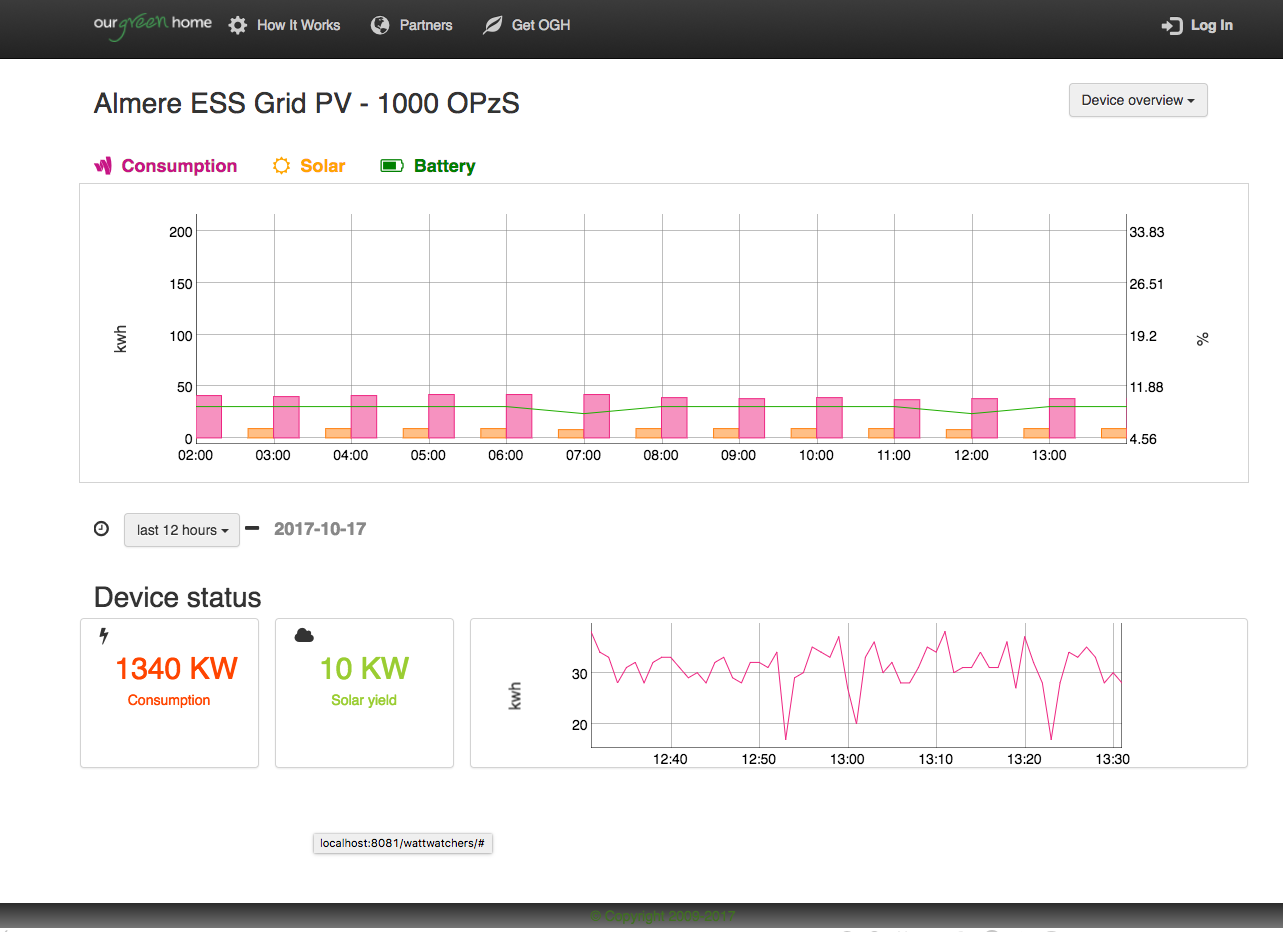 our green home How It Works Partners Get OGH Log In
Almere ESS Grid PV - 1000 OPzS
Device overview
Consumption Solar Battery
200 33.83
150 26.51
kwh 100 19.2 %
50 11.88
0 4.56
02:00 03:00 04:00 05:00 06:00 07:00 08:00 09:00 10:00 11:00 12:00 13:00
last 12 hours 2017-10-17
Device status
1340 KW
Consumption
10 KW
Solar yield
kwh
30
20
12:40 12:50 13:00 13:10 13:20 13:30
localhost:8081/wattwatchers/#
© Copyright 2009-2017